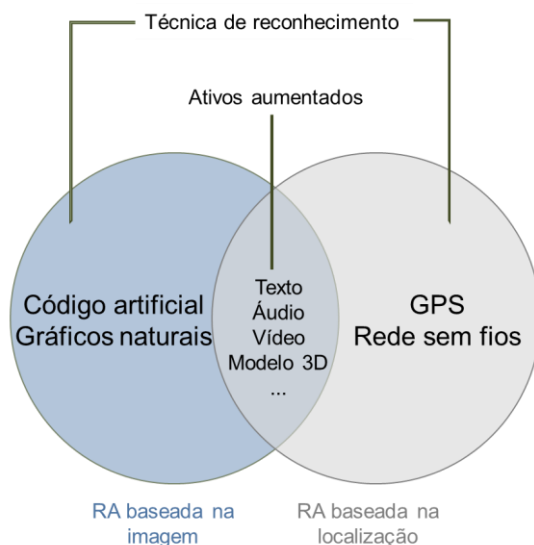 Técnica de reconhecimento
Ativos aumentados
Código artificial
Gráficos naturais
Texto
Áudio
Vídeo
Modelo 3D
...
GPS
Rede sem fios
RA baseada na
imagem
RA baseada na
localização